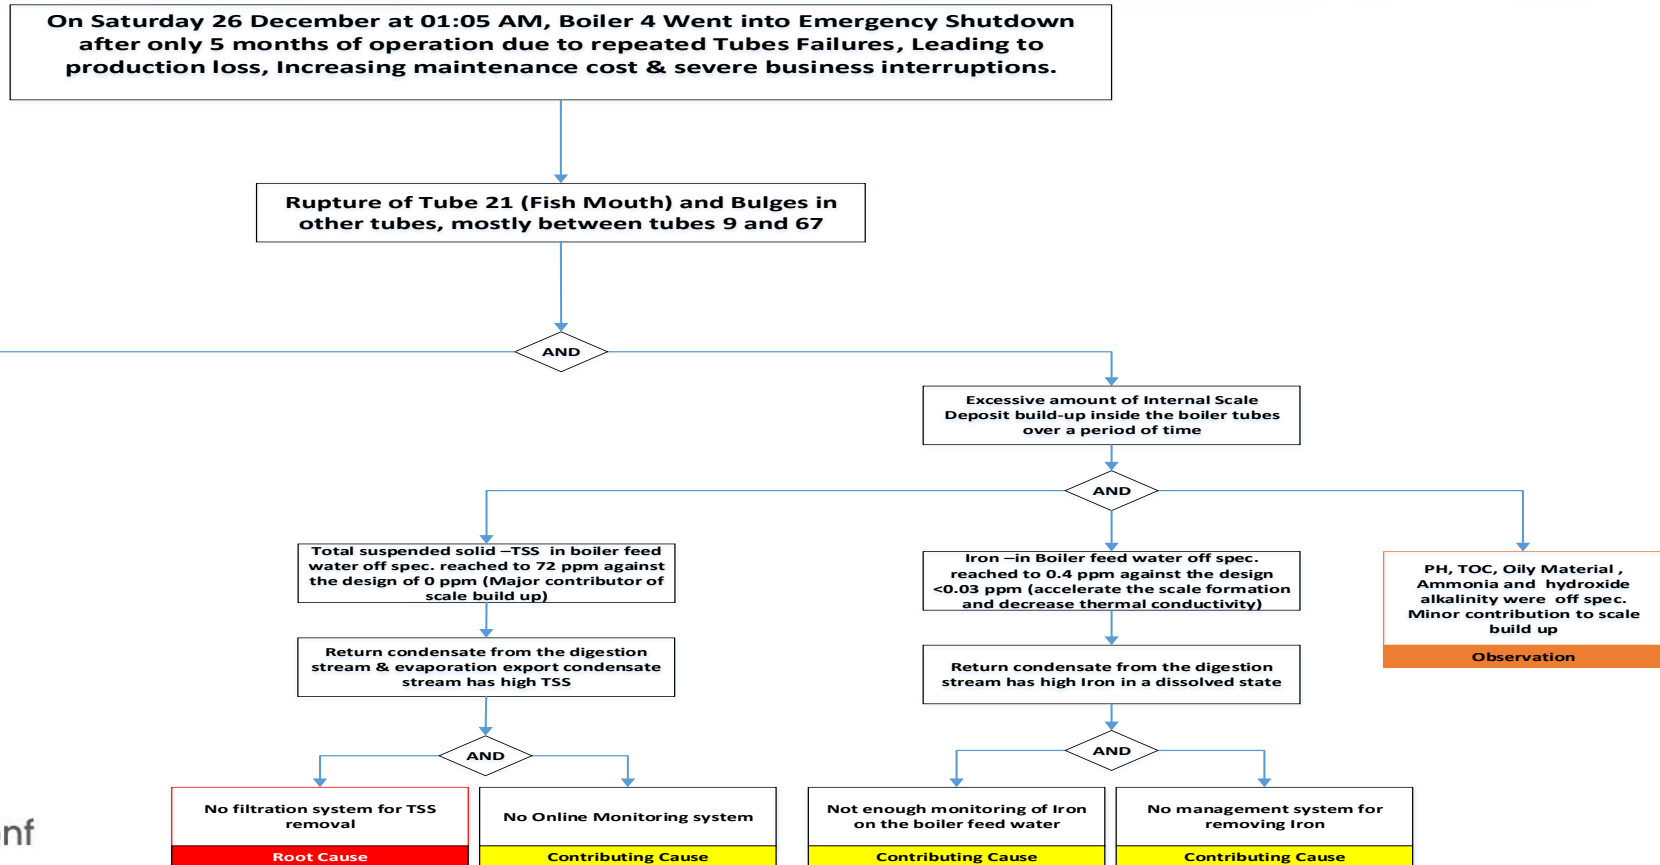 On Saturday 26 December at 01:05 AM, Boiler 4 Went into Emergency Shutdown
after only 5 months of operation due to repeated Tubes Failures, Leading to
production loss, Increasing maintenance cost & severe business interruptions.
Rupture of Tube 21 (Fish Mouth) and Bulges in
other tubes, mostly between tubes 9 and 67
AND
Excessive amount of Internal Scale
Deposit build-up inside the boiler tubes
over a period of time
AND
Total suspended solid –TSS in boiler feed
water off spec. reached to 72 ppm against
the design of 0 ppm (Major contributor of
scale build up)
Iron –in Boiler feed water off spec.
reached to 0.4 ppm against the design
<0.03 ppm (accelerate the scale formation
and decrease thermal conductivity)
PH, TOC, Oily Material ,
Ammonia and hydroxide
alkalinity were off spec.
Minor contribution to scale
build up
Observation
Return condensate from the digestion
stream & evaporation export condensate
stream has high TSS
Return condensate from the digestion
stream has high Iron in a dissolved state
AND
AND
No filtration system for TSS
removal
Root Cause
No Online Monitoring system
Contributing Cause
Not enough monitoring of Iron
on the boiler feed water
Contributing Cause
No management system for
removing Iron
Contributing Cause
nf